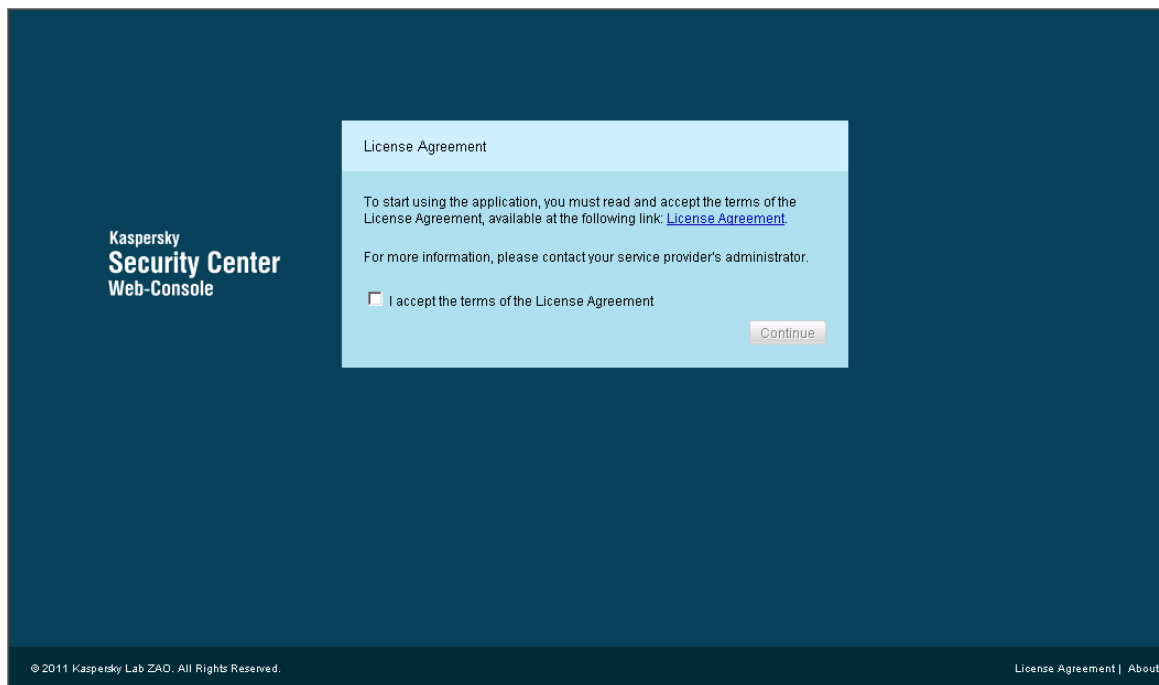 License Agreement
To start using the application, you must read and accept the terms of the
License Agreement, available at the following link: License Agreement.
For more information, please contact your service provider's administrator.
I accept the terms of the License Agreement
Continue
Kaspersky
Security Center
Web-Console
© 2011 Kaspersky Lab ZAO. All Rights Reserved.
License Agreement | About